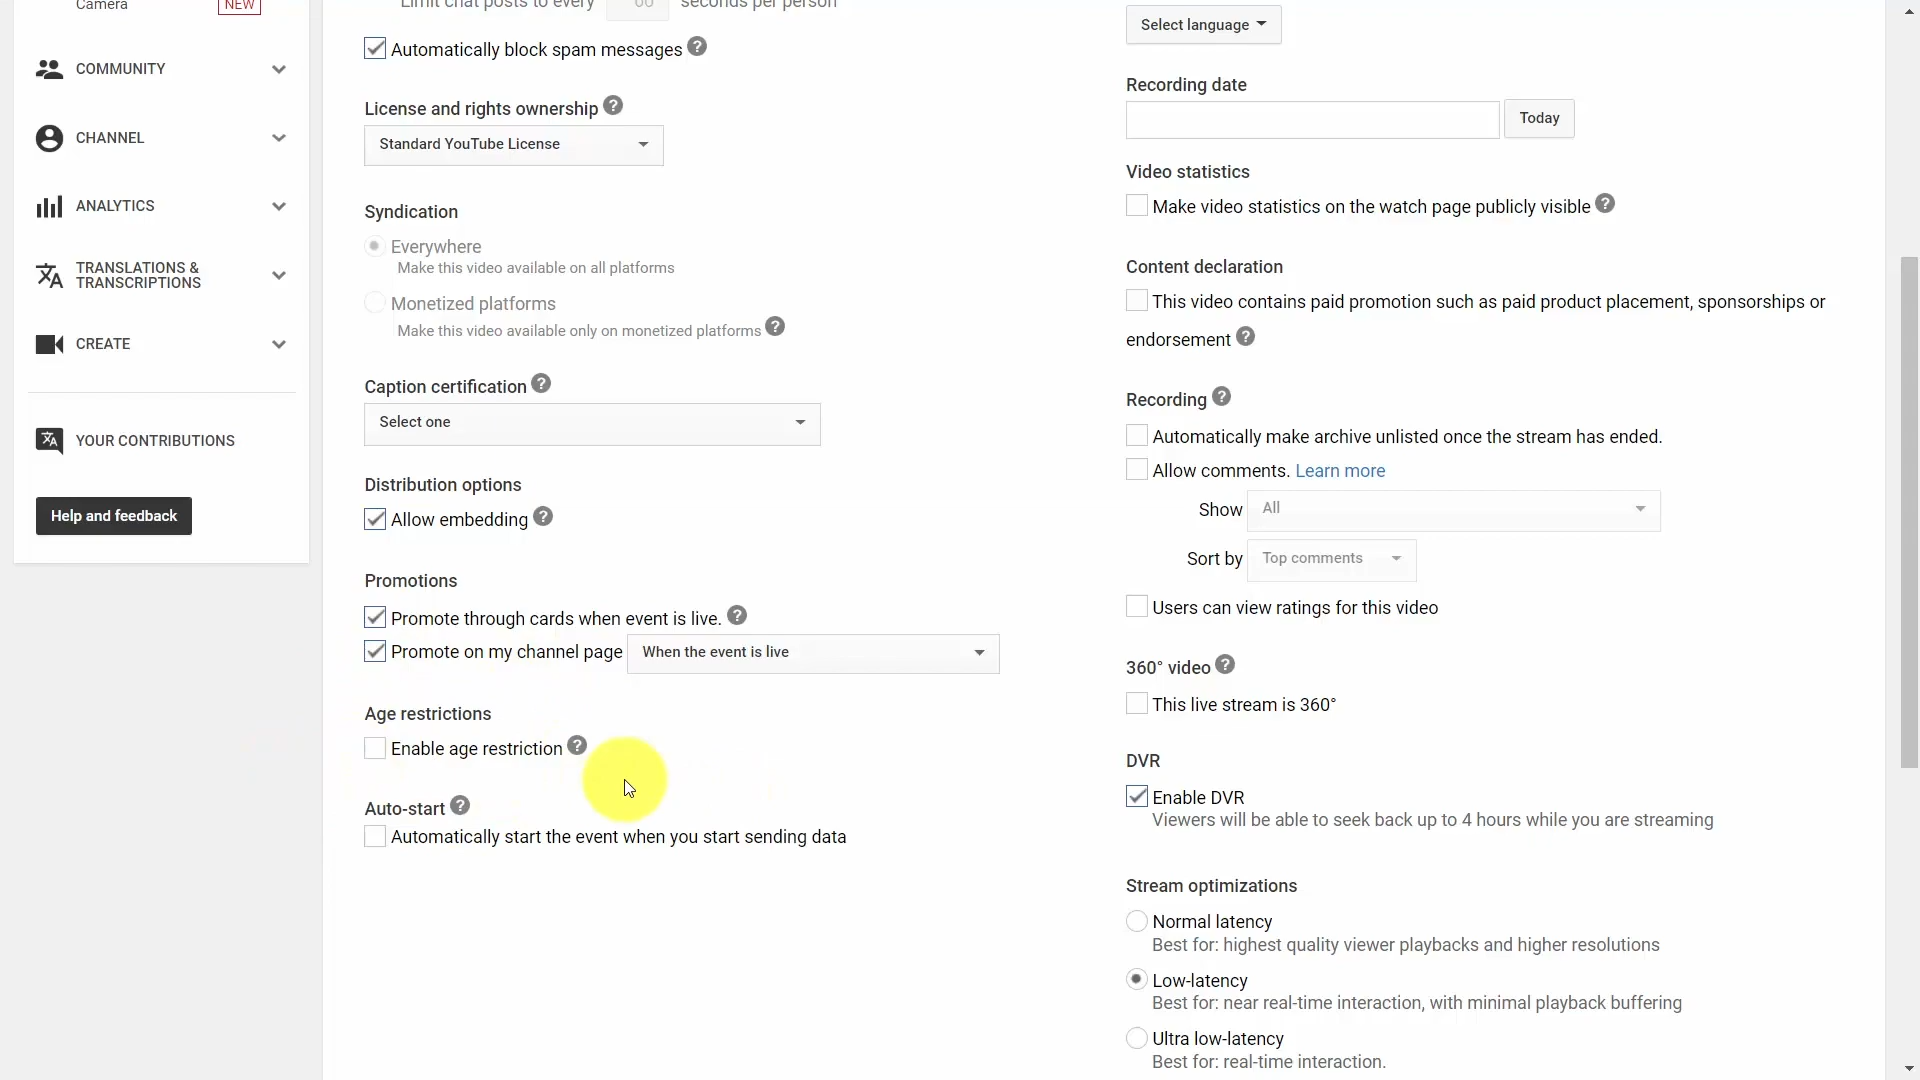 Camera
NEW
COMMUNITY
CHANNEL
ANALYTICS
TRANSLATIONS &
TRANSCRIPTIONS
CREATE
YOUR CONTRIBUTIONS
Help and feedback
Limit chat posts to every 60 seconds per person
Automatically block spam messages ?
License and rights ownership ?
Standard YouTube License
Syndication
Everywhere
Make this video available on all platforms
Monetized platforms
Make this video available only on monetized platforms ?
Caption certification ?
Select one
Distribution options
Allow embedding ?
Promotions
Promote through cards when event is live. ?
Promote on my channel page When the event is live
Age restrictions
Enable age restriction ?
Auto-start ?
Automatically start the event when you start sending data
Select language
Recording date
Today
Video statistics
Make video statistics on the watch page publicly visible ?
Content declaration
This video contains paid promotion such as paid product placement, sponsorships or
endorsement ?
Recording ?
Automatically make archive unlisted once the stream has ended.
Allow comments. Learn more
Show All
Sort by Top comments
Users can view ratings for this video
360° video ?
This live stream is 360°
DVR
Enable DVR
Viewers will be able to seek back up to 4 hours while you are streaming
Stream optimizations
Normal latency
Best for: highest quality viewer playbacks and higher resolutions
Low-latency
Best for: near real-time interaction, with minimal playback buffering
Ultra low-latency
Best for: real-time interaction.